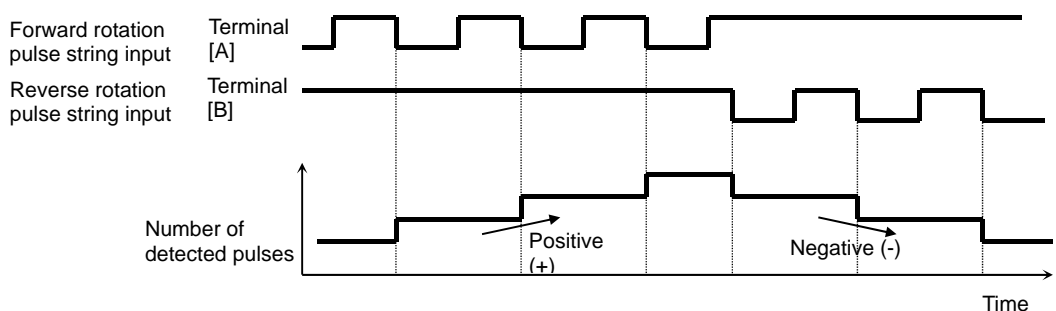 Forward rotation
pulse string input
Terminal
[A]
Reverse rotation
pulse string input
Terminal
[B]
Number of
detected pulses
Positive
(+)
Negative (-)
Time